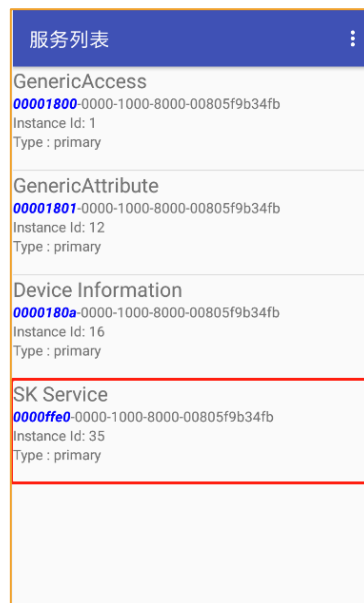 服务列表
GenericAccess
00001800-0000-1000-8000-00805f9b34fb
Instance Id: 1
Type : primary
GenericAttribute
00001801-0000-1000-8000-00805f9b34fb
Instance Id: 12
Type : primary
Device Information
0000180a-0000-1000-8000-00805f9b34fb
Instance Id: 16
Type : primary
SK Service
0000ffe0-0000-1000-8000-00805f9b34fb
Instance Id: 35
Type : primary